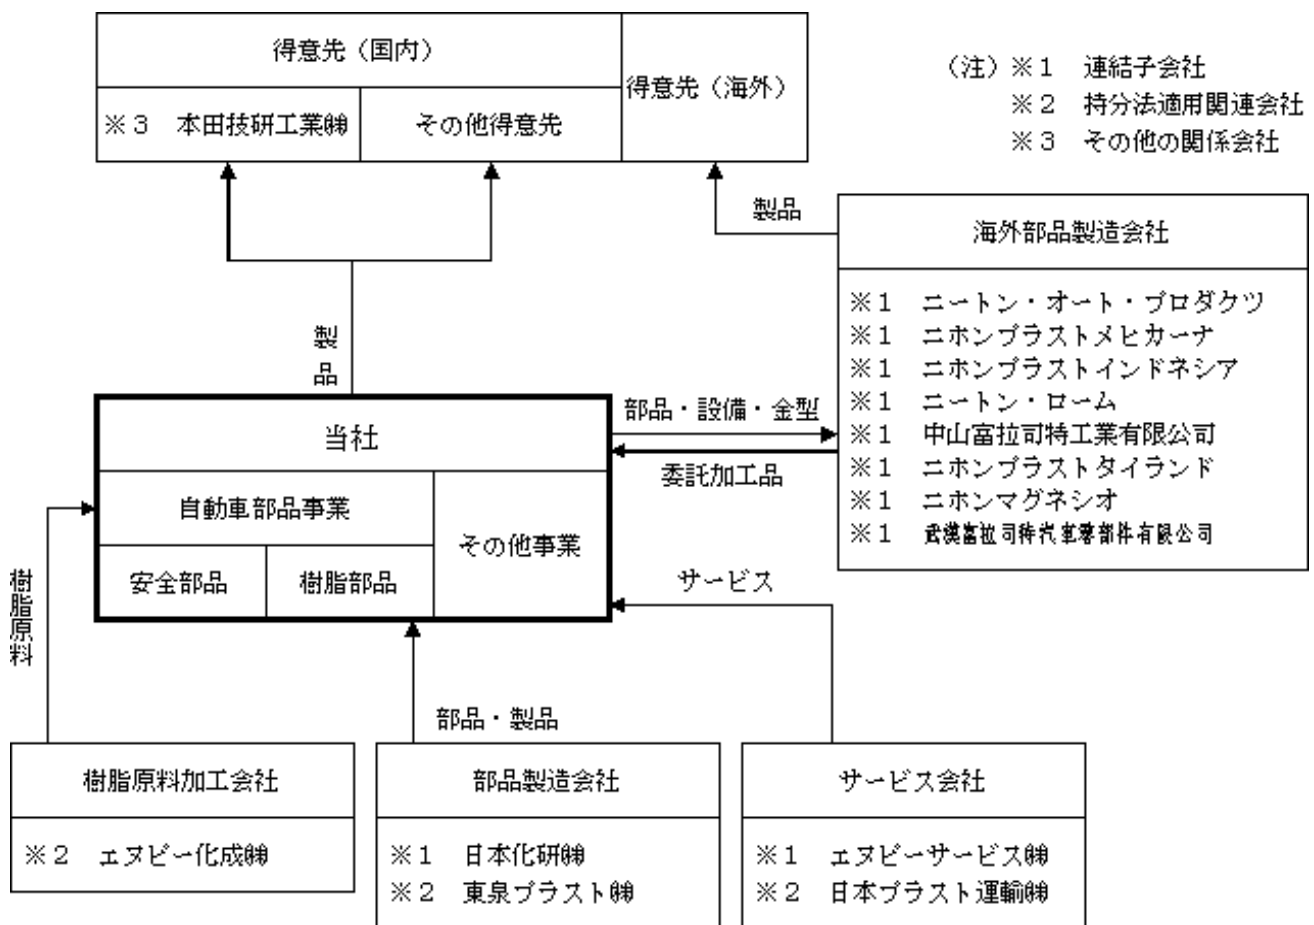 得意先（国内）
得意先（海外）
※３　本田技研工業㈱
その他得意先
（注）※１　連結子会社
※２　持分法適用関連会社
※３　その他の関係会社
製品
海外部品製造会社
※１　ニートン・オート・プロダクツ
※１　ニホンプラストメヒカーナ
※１　ニホンプラストインドネシア
※１　ニートン・ローム
※１　中山富拉司特工業有限公司
※１　ニホンプラストタイランド
※１　ニホンマグネシオ
※１　武漢富拉司特汽車零部件有限公司
製品
当社
自動車部品事業
安全部品
樹脂部品
その他事業
部品・設備・金型
委託加工品
サービス
樹脂原料
部品・製品
樹脂原料加工会社
※２　エヌピー化成㈱
部品製造会社
※１　日本化研㈱
※２　東泉プラスト㈱
サービス会社
※１　エヌピーサービス㈱
※２　日本プラスト運輸㈱